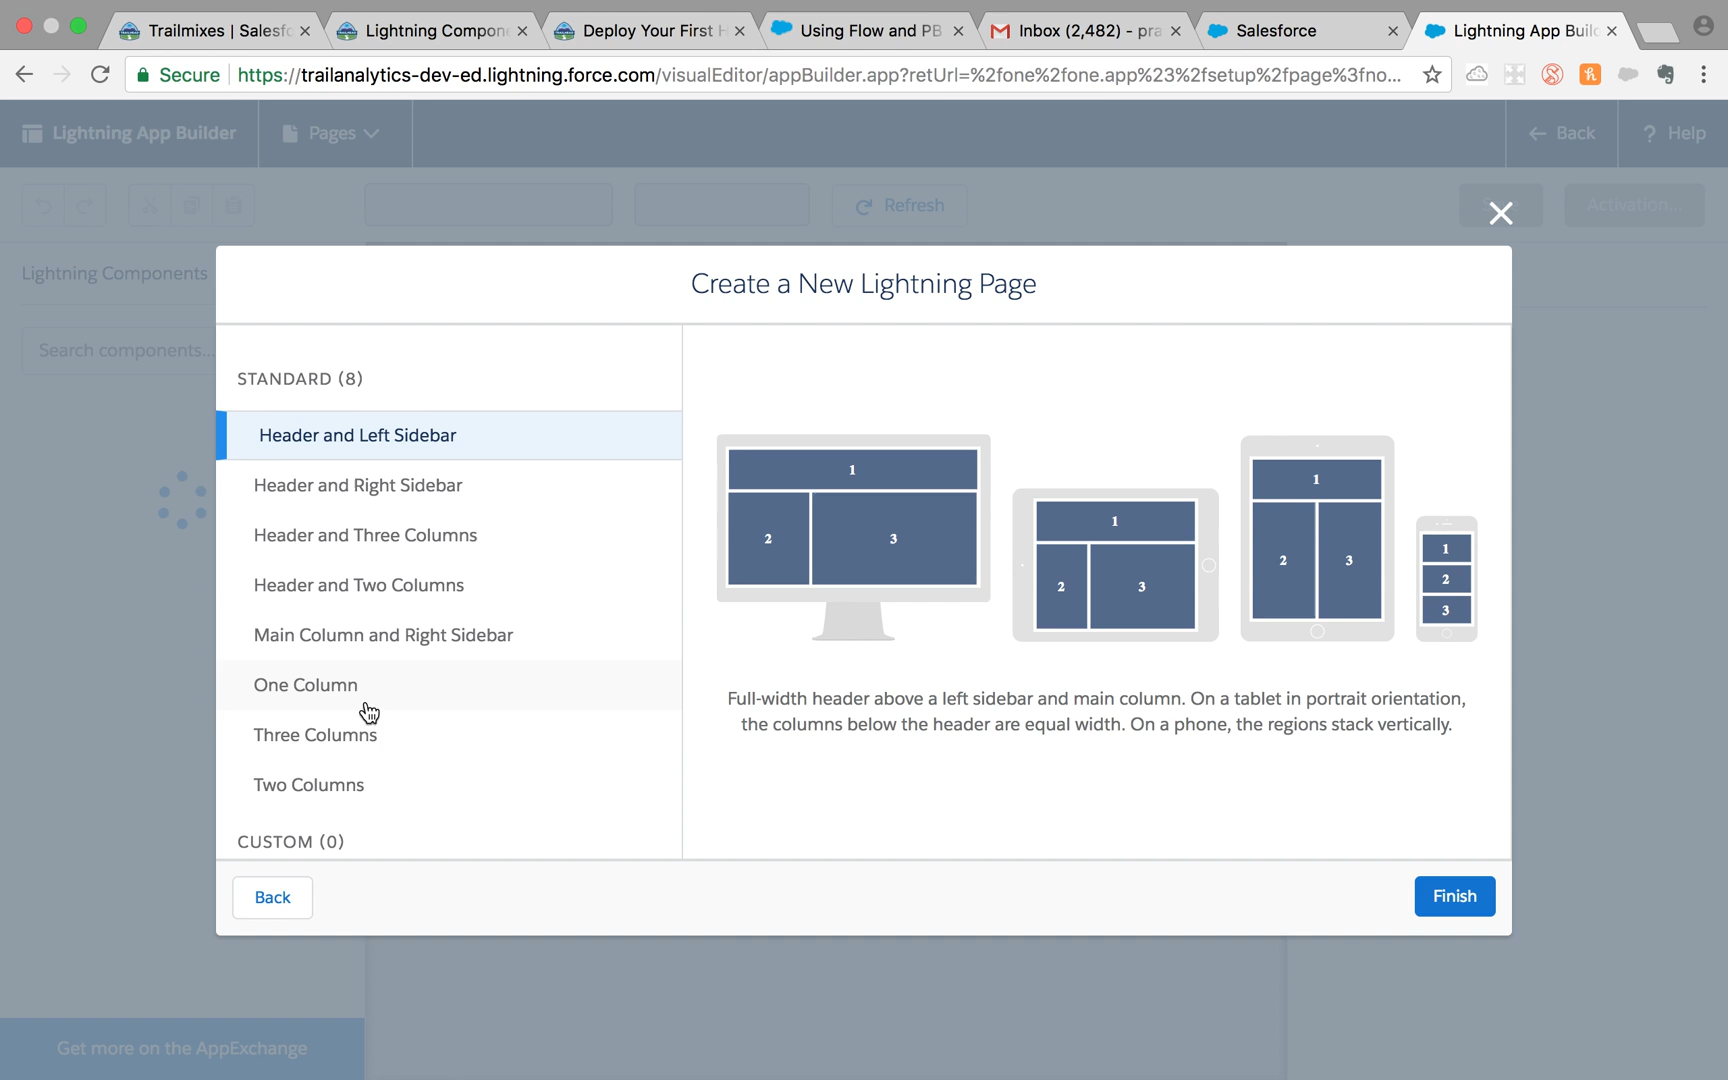 Trailmixes | Salesf
Lightning Compon
Deploy Your First H
Using Flow and PB
Inbox (2,482) - pra
Salesforce
Lightning App Buil
Secure
https://trailanalytics-dev-ed.lightning.force.com/visualEditor/appBuilder.app?retUrl=%2fone%2fone.app%23%2fsetup%2fpage%3fno...
Lightning App Builder
Pages
Back
? Help
Refresh
Activation...
Lightning Components
Search components...
Create a New Lightning Page
STANDARD (8)
Header and Left Sidebar
Header and Right Sidebar
Header and Three Columns
Header and Two Columns
Main Column and Right Sidebar
One Column
Three Columns
Two Columns
CUSTOM (0)
1
2
3
1
2
3
1
2
3
1
2
3
Full-width header above a left sidebar and main column. On a tablet in portrait orientation,
the columns below the header are equal width. On a phone, the regions stack vertically.
Back
Finish
Get more on the AppExchange